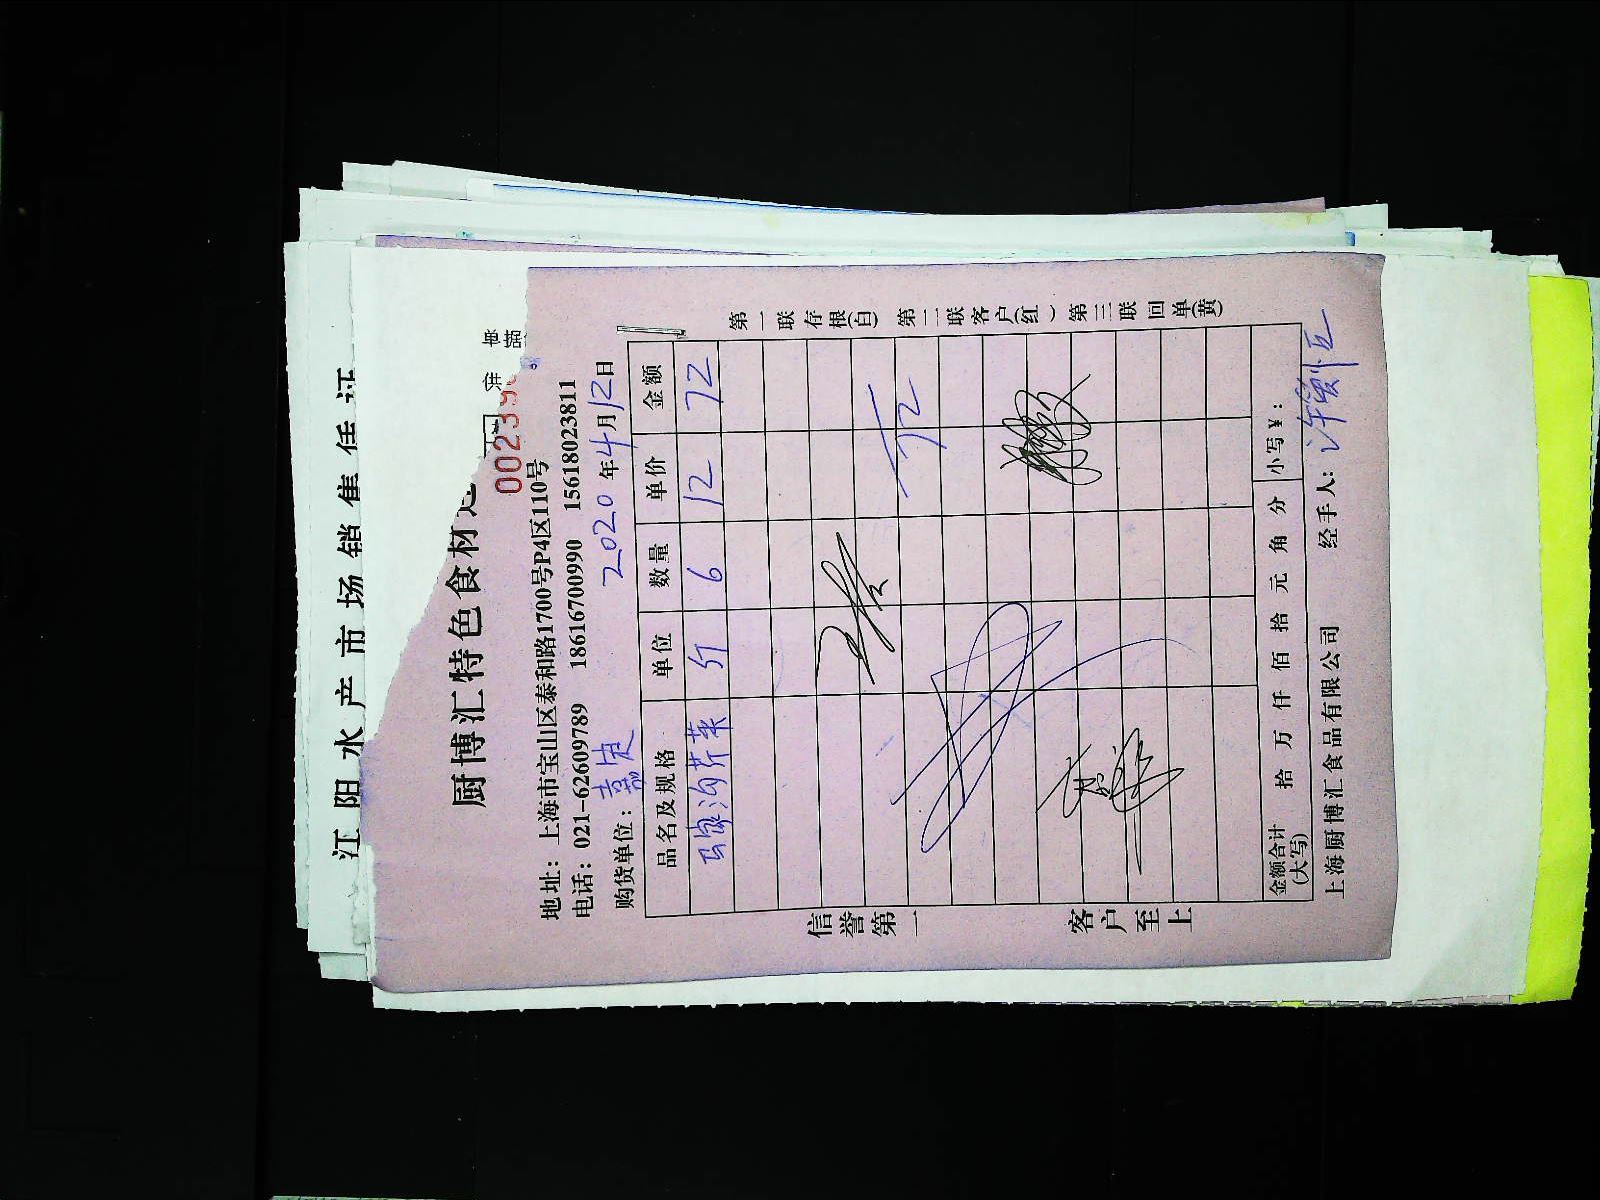 江阳水产市场销售凭证
单据
供
厨博汇特色食材
0023
地址：上海市宝山区泰和路1700号P4区110号
电话：021-62609789 18616700990 15618023811
购货单位： 2020年4月12日
品名及规格 单位 数量 单价 金额
马家沟芹菜 斤 6 12 72
72
金额合计(大写) 拾 万 仟 佰 拾 元 角 分 小写¥：
上海厨博汇食品有限公司 经手人：
信誉第一 客户至上
第一联存根(白) 第二联客户(红) 第三联回单(黄)